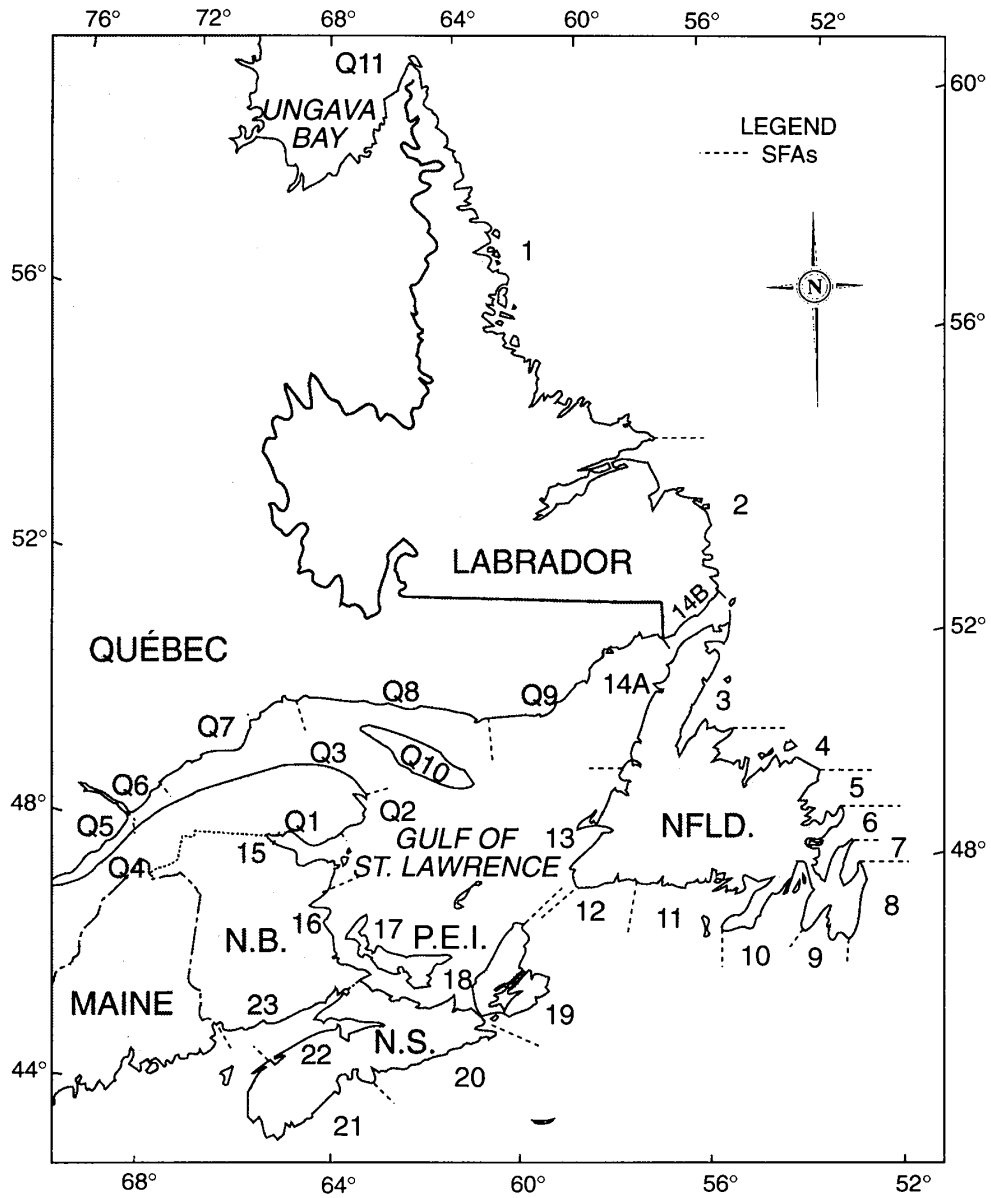 76° 72° 68° 64° 60° 56° 52°
Q11
60°
UNGAVA
BAY
LEGEND
SFAs
1
N
56°
56°
2
52°
LABRADOR
14B
52°
QUÉBEC
14A
Q8
Q9
3
Q7
Q3
4
Q10
Q6
5
48°
Q2
Q5
Q1
GULF OF
13
NFLD.
6
15
ST. LAWRENCE
7
48°
Q4
16
12
11
8
17
N.B.
P.E.I.
10
9
18
MAINE
23
19
N.S.
22
44°
20
21
68° 64° 60° 56° 52°